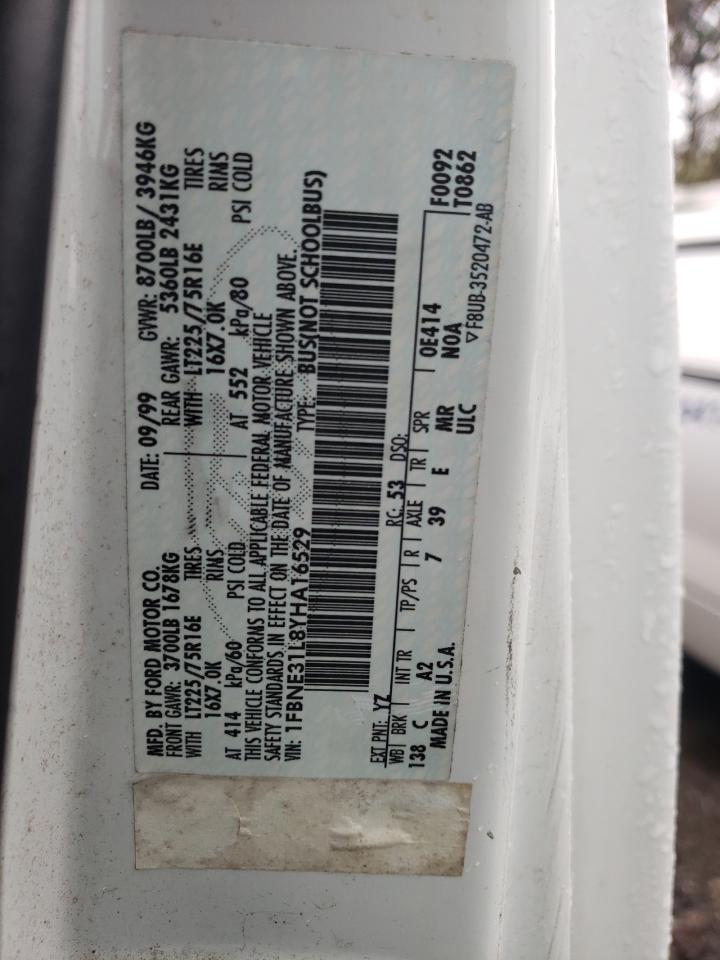 MFD. BY FORD MOTOR CO. DATE: 09/99 GVWR: 8700LB/ 3946KG
FRONT GAWR: 3700LB 1678KG REAR GAWR: 5360LB 2431KG
WITH LT225/75R16E TIRES WITH LT225/75R16E TIRES
16X7.0K RIMS 16X7.0K RIMS
AT 414 kPa/60 PSI COLD AT 552 kPa/80 PSI COLD
THIS VEHICLE CONFORMS TO ALL APPLICABLE FEDERAL MOTOR VEHICLE
SAFETY STANDARDS IN EFFECT ON THE DATE OF MANUFACTURE SHOWN ABOVE.
VIN: 1FBNE31L8YHA16529 TYPE: BUS(NOT SCHOOLBUS)
EXT PNT: YZ RC: 53 DSO: F0092
WB BRK INT TR TP/PS R AXLE TR SPR 0E414 T0862
138 C A2 7 39 E MR NOA
MADE IN U.S.A. ULC ▽F8UB-3520472-AB